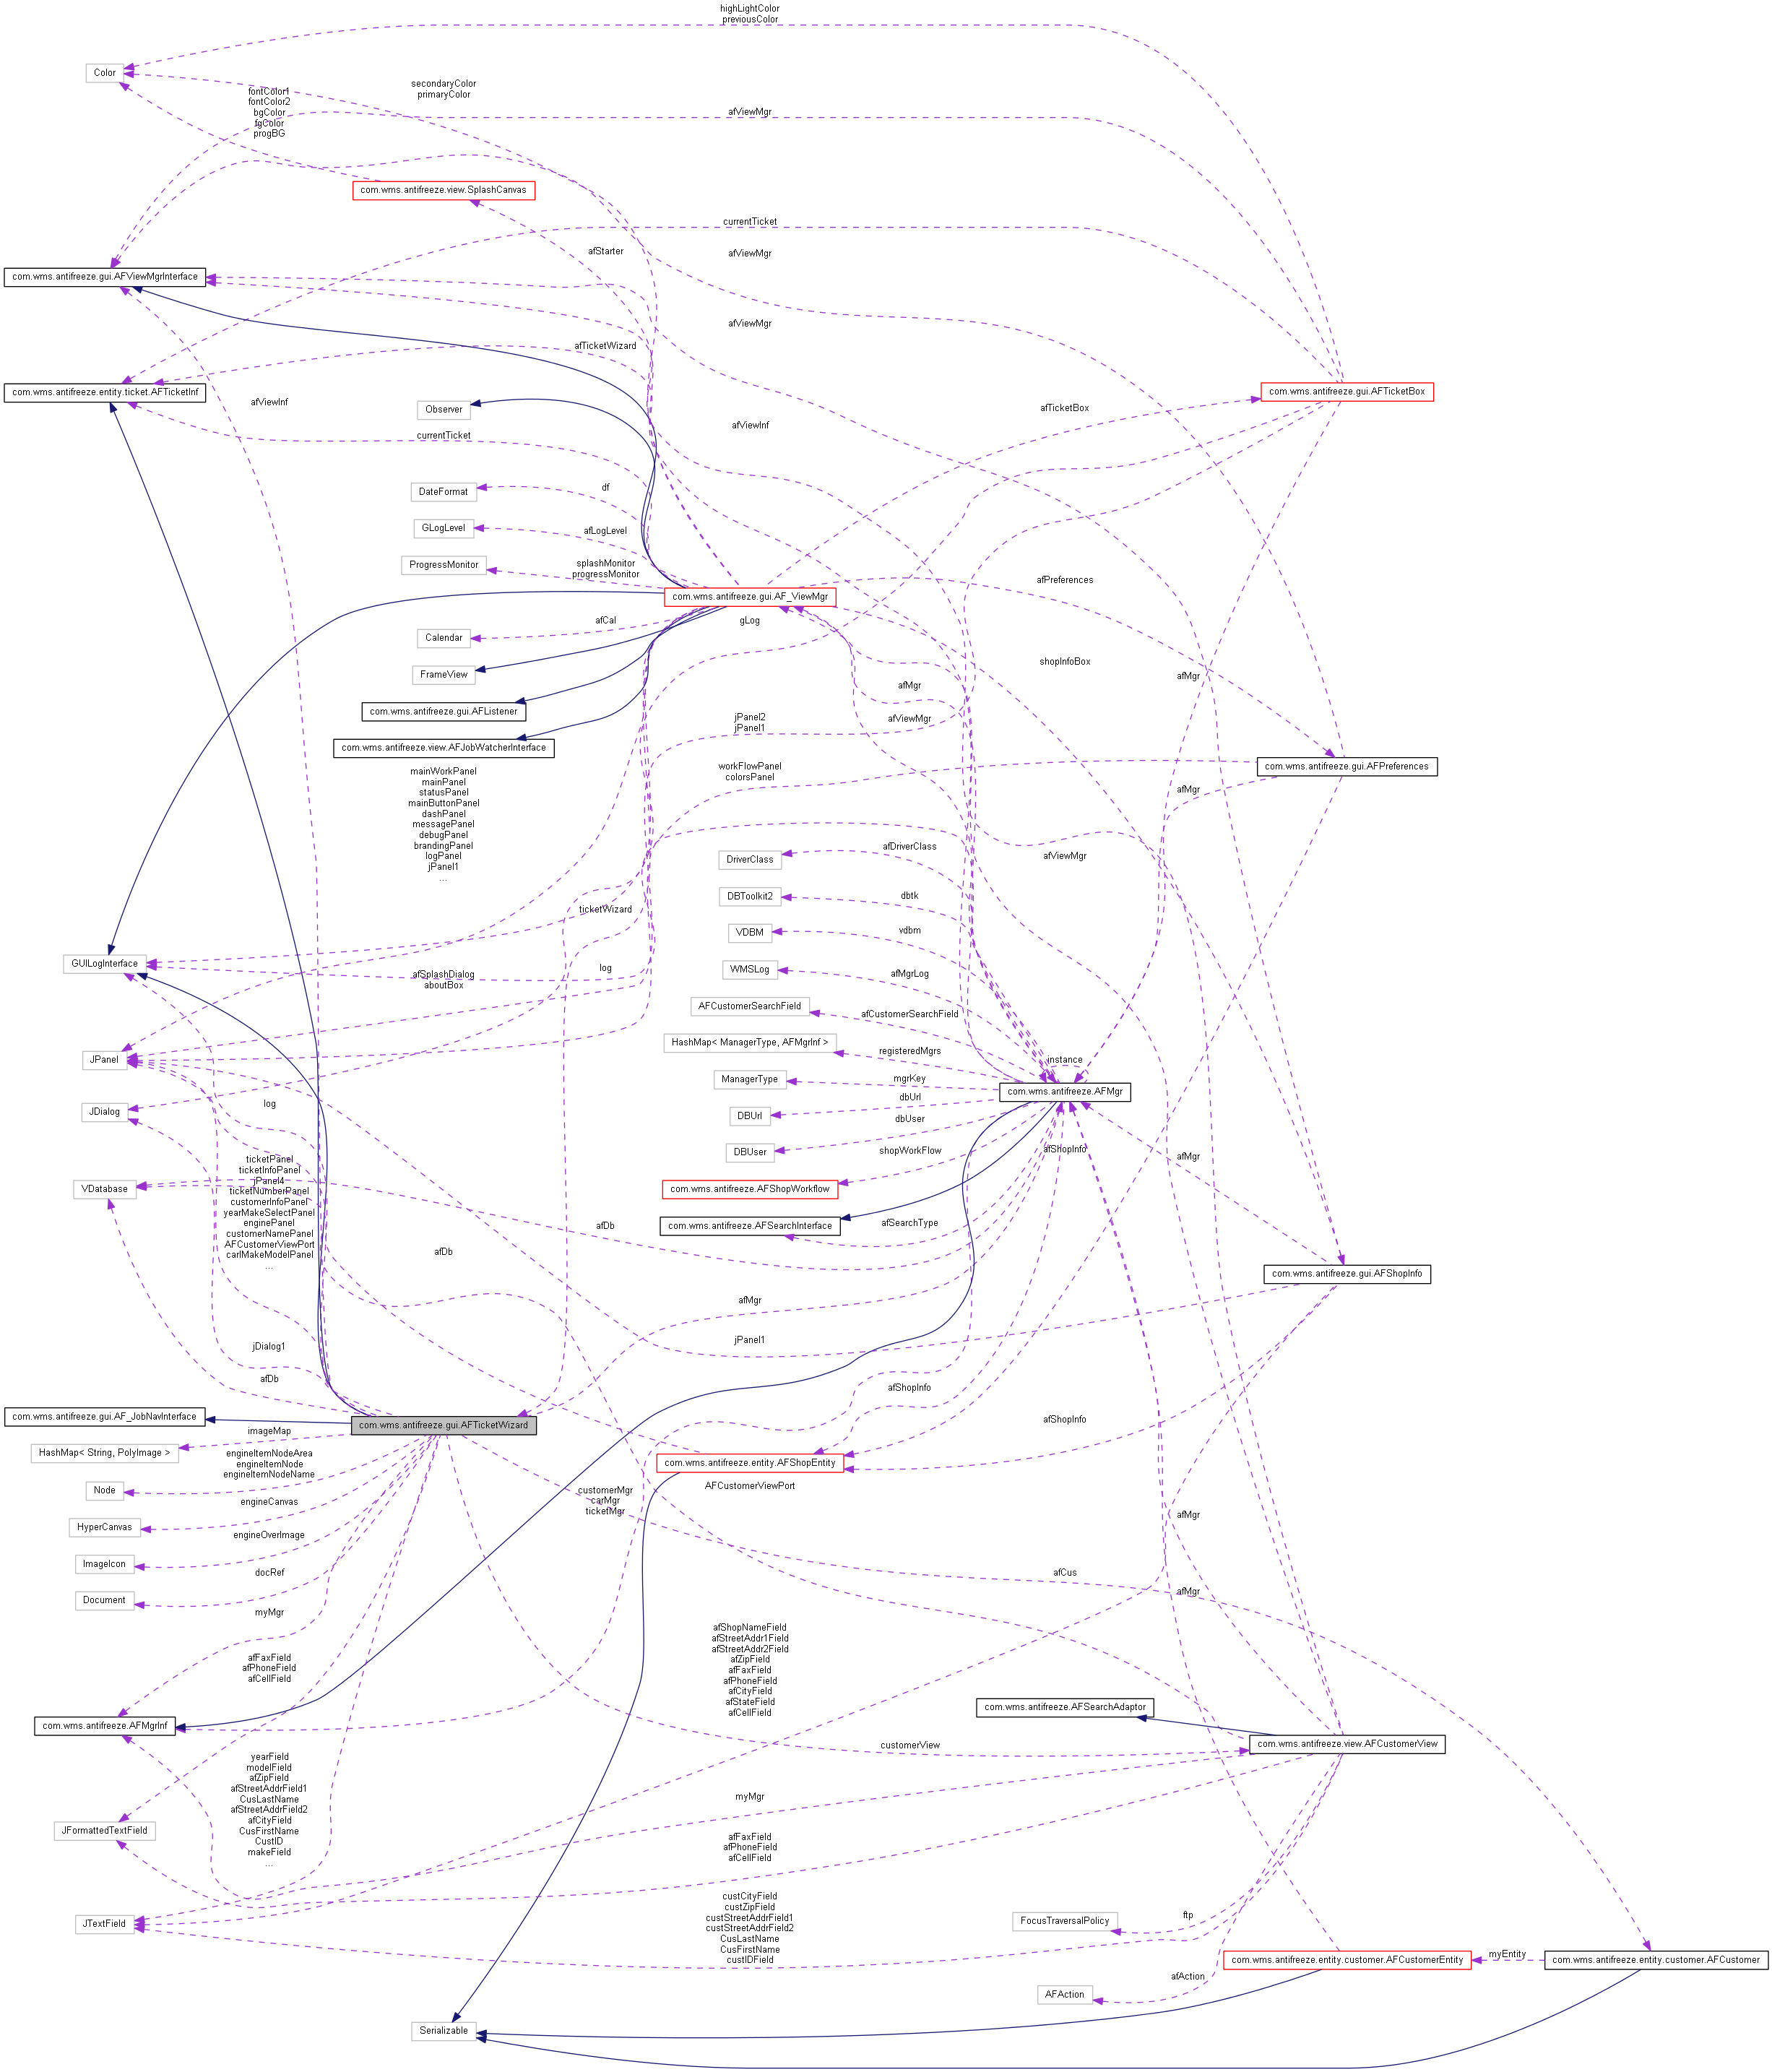 highLightColor
previousColor
Color
secondaryColor
primaryColor
fontColor1
fontColor2
bgColor
fgColor
progBG
afViewMgr
com.wms.antifreeze.view.SplashCanvas
currentTicket
afStarter
afViewMgr
com.wms.antifreeze.gui.AFViewMgrInterface
afViewMgr
afTicketWizard
afViewInf
com.wms.antifreeze.entity.ticket.AFTicketInf
com.wms.antifreeze.gui.AFTicketBox
Observer
afTicketBox
currentTicket
afViewInf
DateFormat
df
GLogLevel
afLogLevel
ProgressMonitor
splashMonitor
progressMonitor
afPreferences
com.wms.antifreeze.gui.AF_ViewMgr
gLog
afCal
Calendar
FrameView
shopInfoBox
afMgr
afMgr
com.wms.antifreeze.gui.AFListener
jPanel2
jPanel1
afViewMgr
com.wms.antifreeze.view.AFJobWatcherInterface
workFlowPanel
colorsPanel
com.wms.antifreeze.gui.AFPreferences
mainWorkPanel
mainPanel
statusPanel
mainButtonPanel
dashPanel
messagePanel
debugPanel
brandingPanel
logPanel
jPanel1
...
afMgr
DriverClass
afDriverClass
afViewMgr
DBToolkit2
dbtk
ticketWizard
VDBM
vdbm
GUILogInterface
log
afSplashDialog
aboutBox
WMSLog
afMgrLog
AFCustomerSearchField
afCustomerSearchField
HashMap< ManagerType, AFMgrInf >
registeredMgrs
instance
JPanel
ManagerType
mgrKey
com.wms.antifreeze.AFMgr
JDialog
log
DBUrl
dbUrl
DBUser
dbUser
shopWorkFlow
afShopInfo
afMgr
ticketPanel
ticketInfoPanel
jPanel4
ticketNumberPanel
customerInfoPanel
yearMakeSelectPanel
enginePanel
customerNamePanel
AFCustomerViewPort
carlMakeModelPanel
...
VDatabase
com.wms.antifreeze.AFShopWorkflow
com.wms.antifreeze.AFSearchInterface
afSearchType
afDb
afDb
com.wms.antifreeze.gui.AFShopInfo
afMgr
jDialog1
jPanel1
afDb
afShopInfo
com.wms.antifreeze.gui.AF_JobNavInterface
com.wms.antifreeze.gui.AFTicketWizard
afShopInfo
imageMap
HashMap< String, PolyImage >
engineItemNodeArea
engineItemNode
engineItemNodeName
com.wms.antifreeze.entity.AFShopEntity
Node
customerMgr
carMgr
ticketMgr
AFCustomerViewPort
engineCanvas
HyperCanvas
afMgr
engineOverImage
ImageIcon
docRef
afCus
Document
afMgr
myMgr
afShopNameField
afStreetAddr1Field
afStreetAddr2Field
afZipField
afFaxField
afPhoneField
afCityField
afStateField
afCellField
afFaxField
afPhoneField
afCellField
com.wms.antifreeze.AFSearchAdaptor
com.wms.antifreeze.AFMgrInf
customerView
com.wms.antifreeze.view.AFCustomerView
yearField
modelField
afZipField
afStreetAddrField1
CusLastName
afStreetAddrField2
afCityField
CusFirstName
CustID
makeField
...
myMgr
JFormattedTextField
afFaxField
afPhoneField
afCellField
JTextField
custCityField
custZipField
custStreetAddrField1
custStreetAddrField2
CusLastName
CusFirstName
custIDField
FocusTraversalPolicy
ftp
com.wms.antifreeze.entity.customer.AFCustomerEntity
myEntity
com.wms.antifreeze.entity.customer.AFCustomer
afAction
AFAction
Serializable